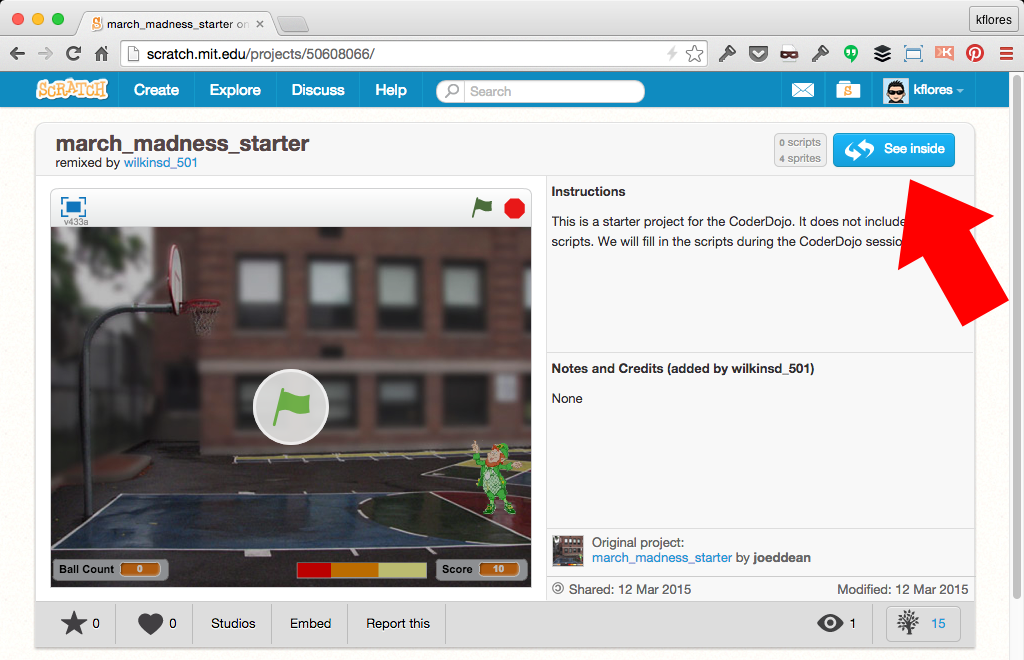 march_madness_starter on
kflores
scratch.mit.edu/projects/50608066/
SCRATCH Create Explore Discuss Help Search S kflores
march_madness_starter
remixed by wilkinsd_501
0 scripts
4 sprites
See inside
v433a
Instructions
This is a starter project for the CoderDojo. It does not include
scripts. We will fill in the scripts during the CoderDojo
Notes and Credits (added by wilkinsd_501)
None
Ball Count 0
Score 10
Original project:
march_madness_starter by joeddean
Shared: 12 Mar 2015 Modified: 12 Mar 2015
0 0 Studios Embed Report this 1 15